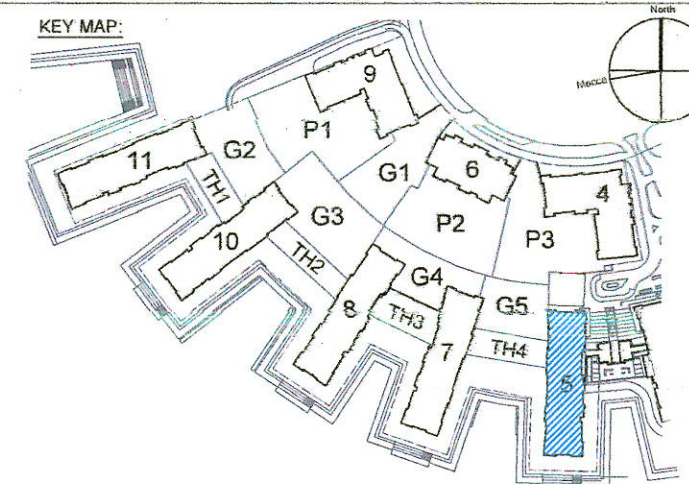 KEY MAP:
North
Mecca
9
P1
G2
11
G1
6
4
TH1
G3
P2
P3
10
TH2
G4
G5
8
TH3
7
TH4
5